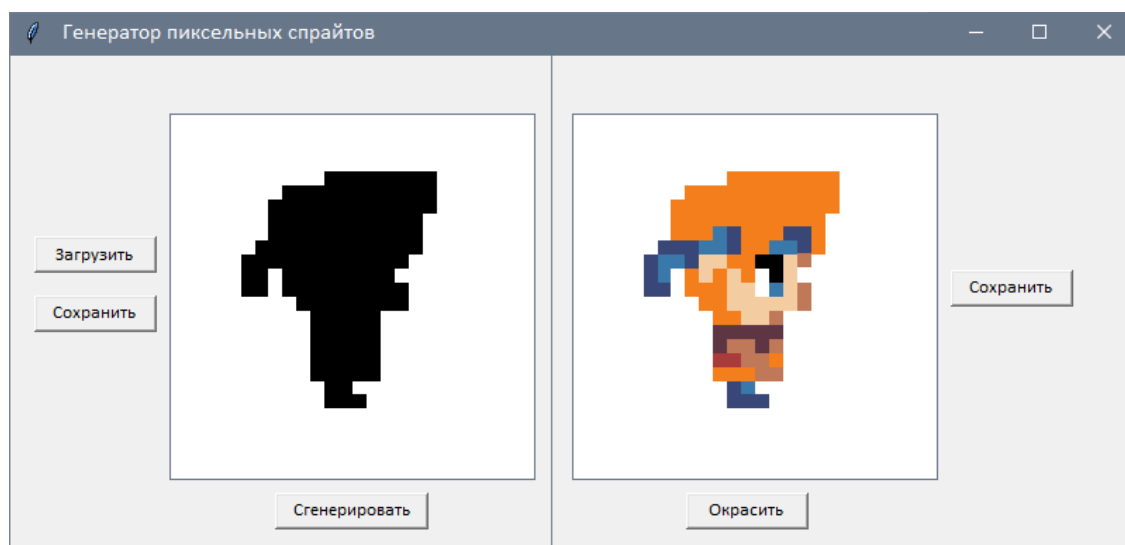 Генератор пиксельных спрайтов
Загрузить
Сохранить
Сохранить
Сгенерировать
Окрасить